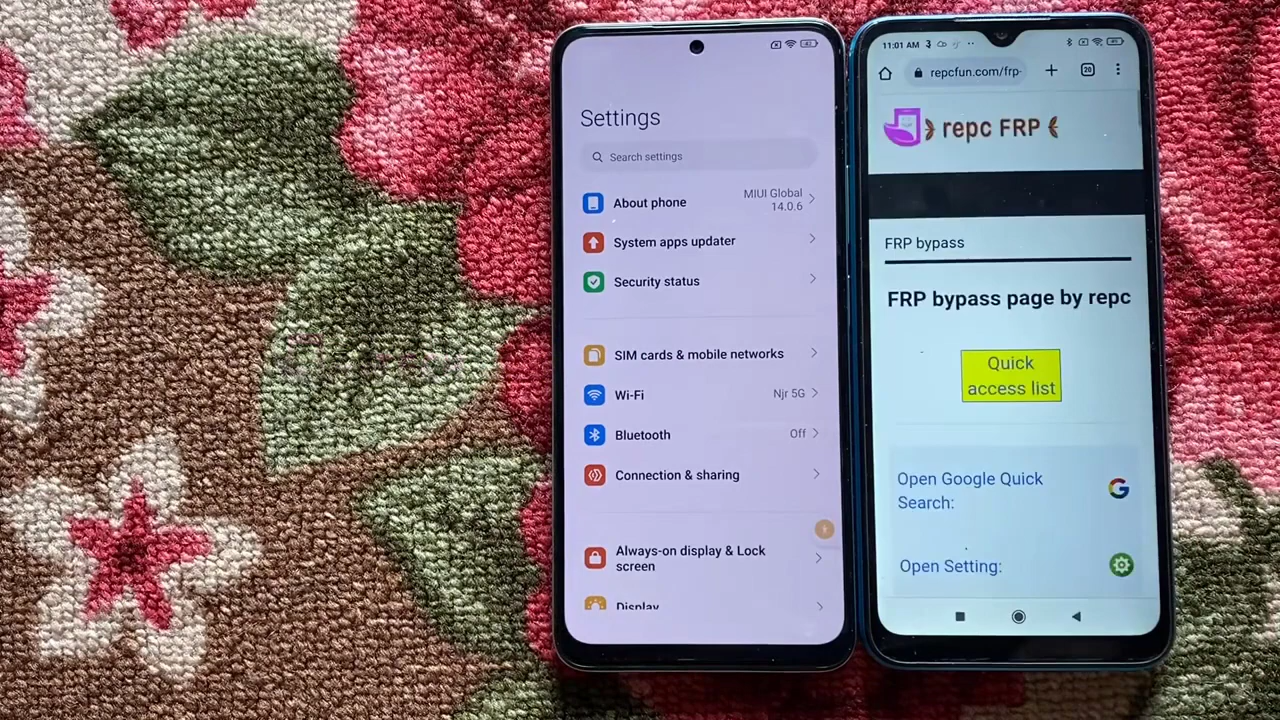 Settings
Search settings
About phone
MIUI Global
14.0.6
System apps updater
Security status
SIM cards & mobile networks
Wi-Fi
Njr 5G
Bluetooth
Off
Connection & sharing
Always-on display & Lock
screen
Display
11:01 AM
repcfun.com/frp-
20
repc FRP
FRP bypass
FRP bypass page by repc
Quick
access list
Open Google Quick
Search:
Open Setting: